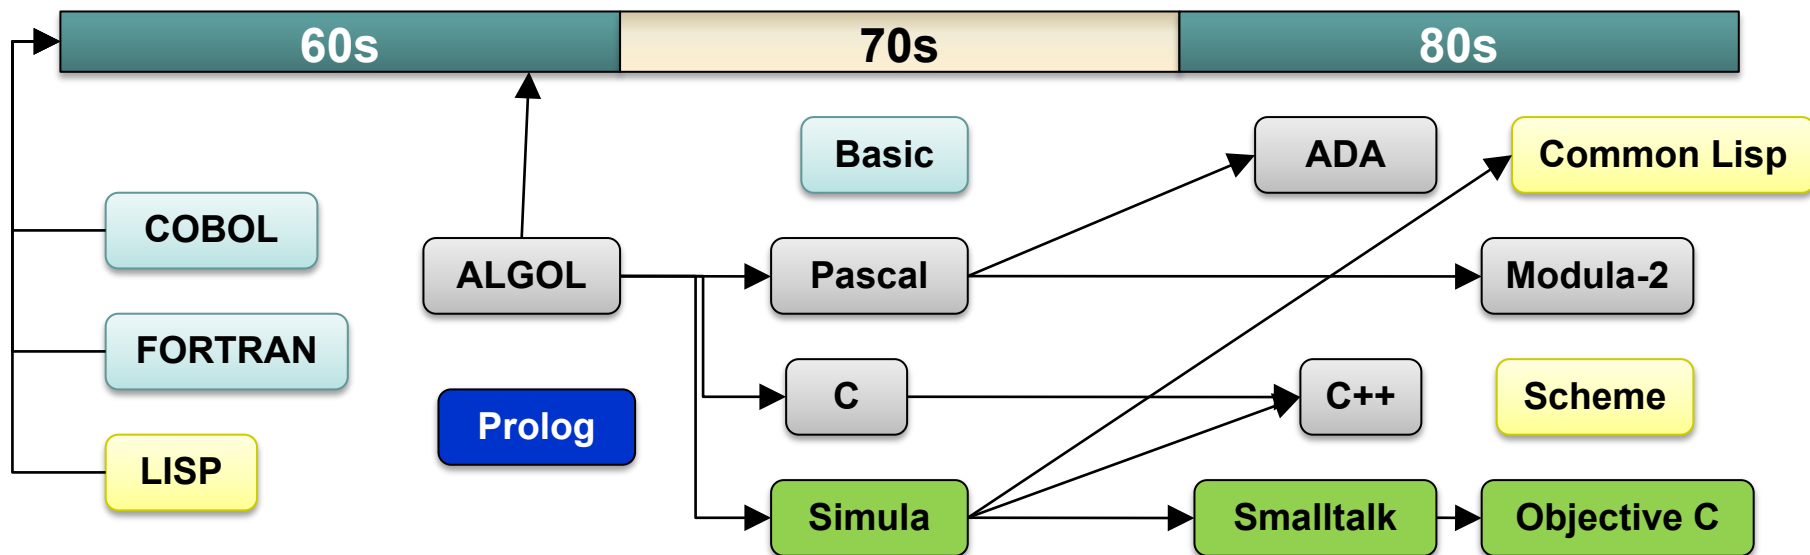 60s
70s
80s
Basic
ADA
Common Lisp
COBOL
ALGOL
Pascal
Modula-2
FORTRAN
C
C++
Scheme
Prolog
LISP
Simula
Smalltalk
Objective C